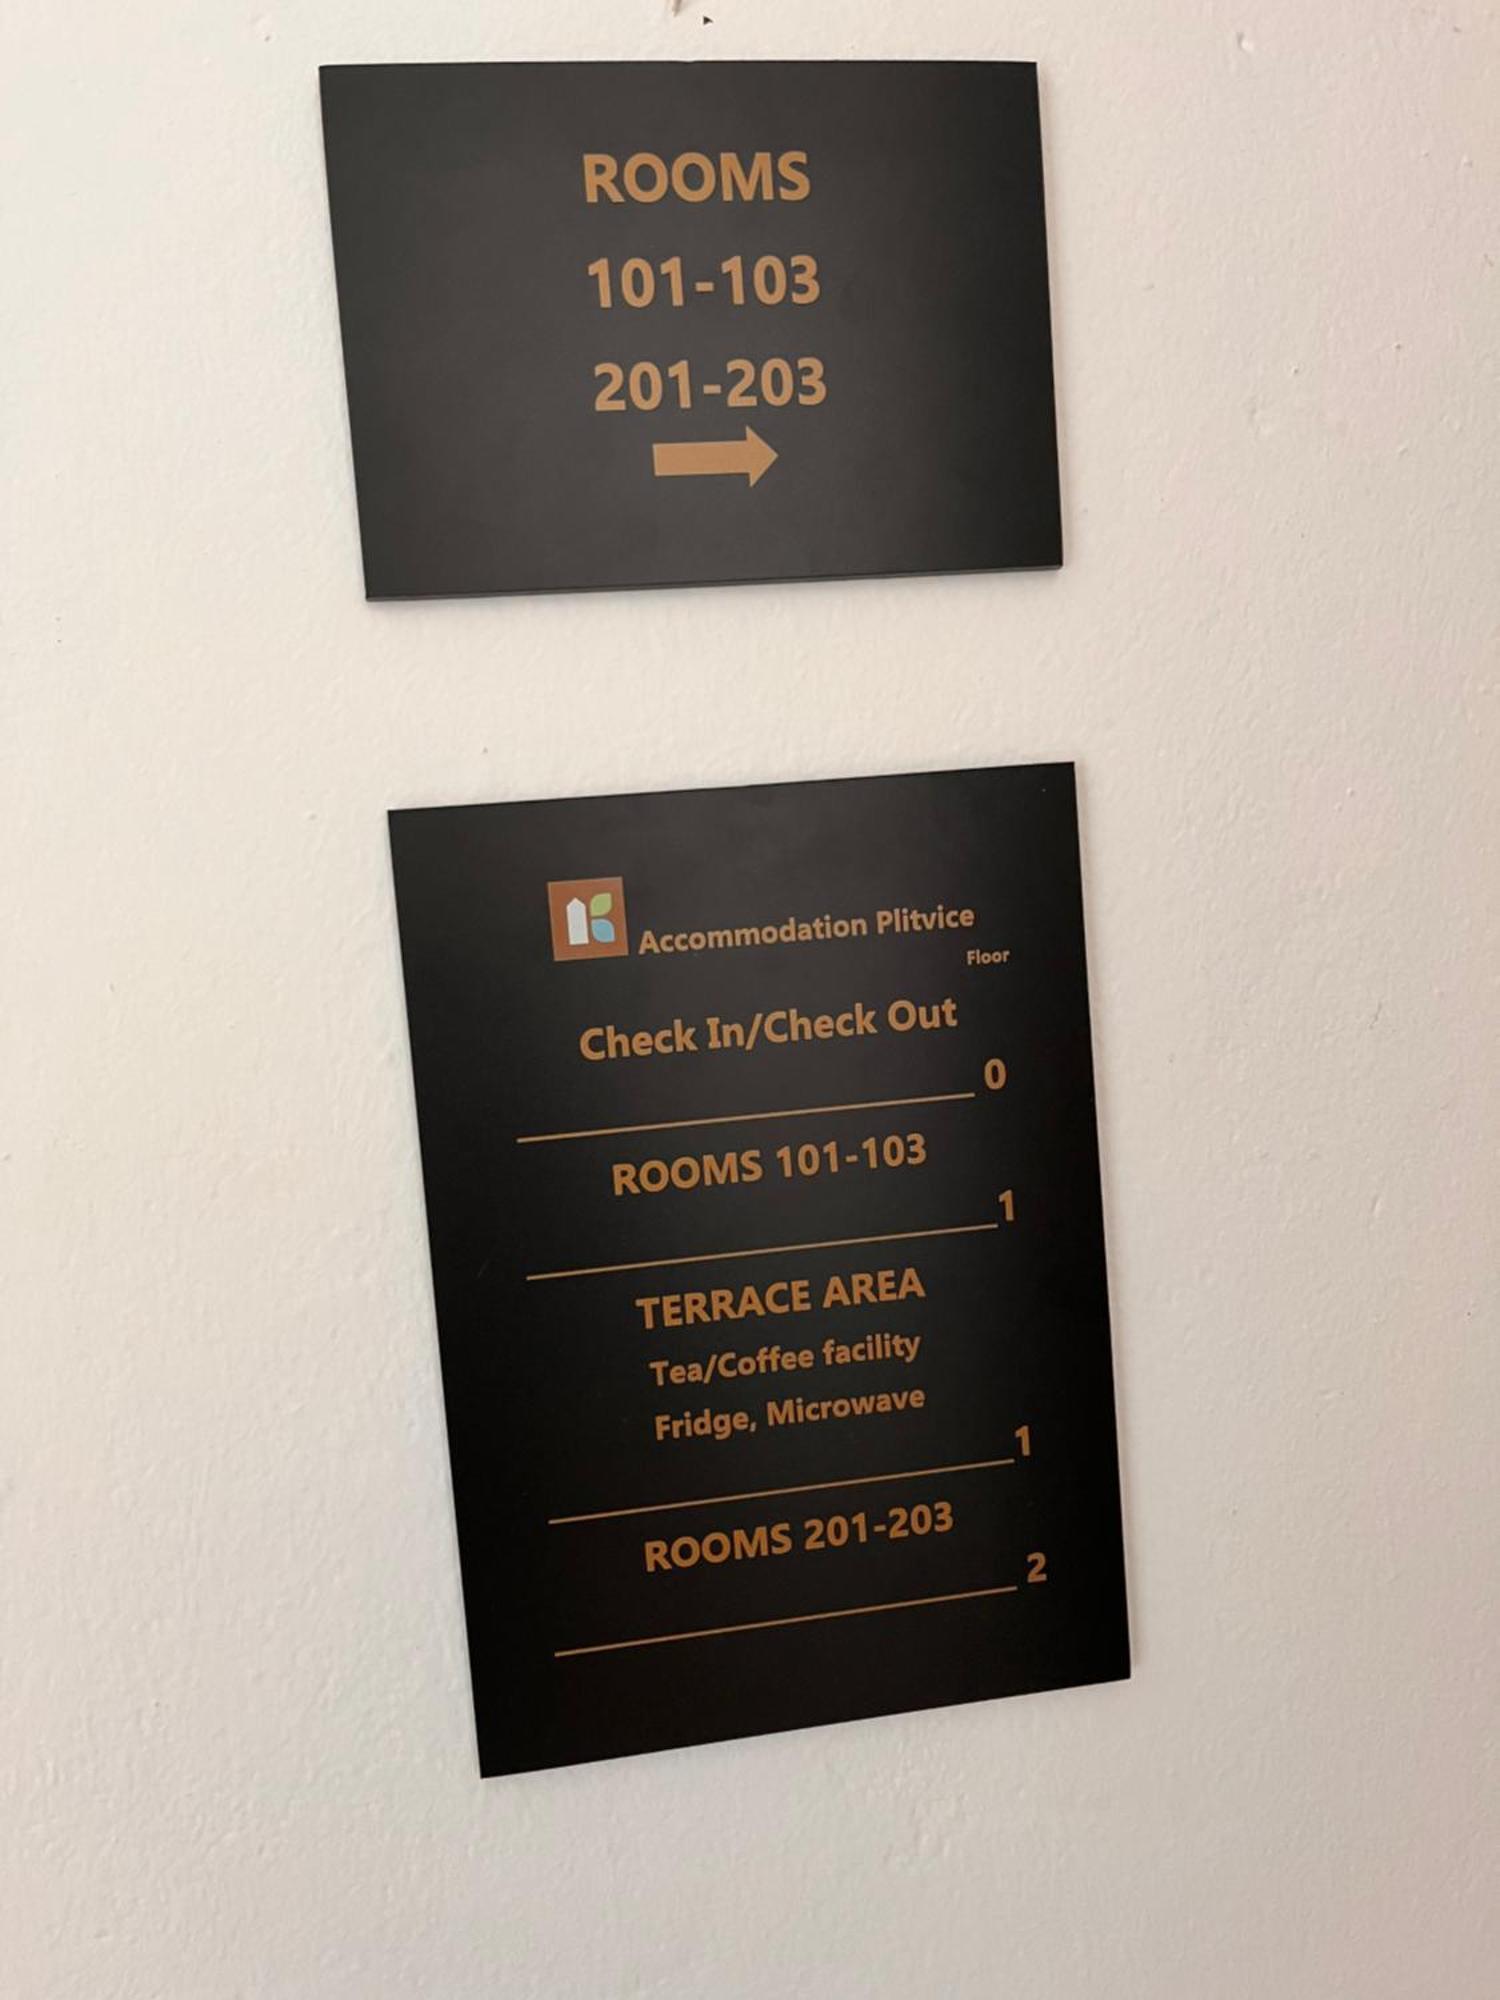 ROOMS
101-103
201-203
Accommodation Plitvice
Floor
Check In/Check Out
0
ROOMS 101-103
1
TERRACE AREA
Tea/Coffee facility
Fridge, Microwave
1
ROOMS 201-203
2